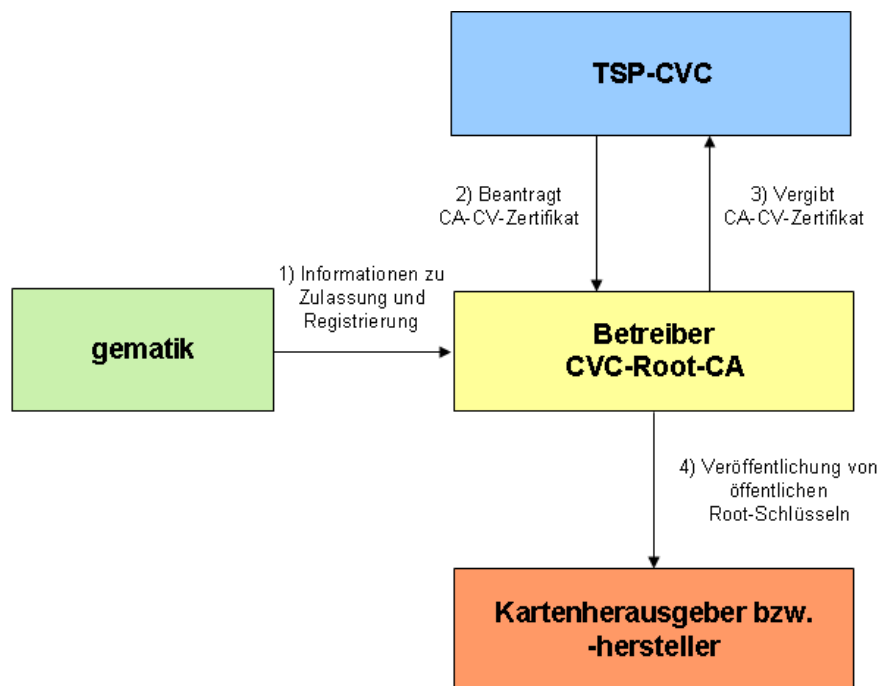 TSP-CVC
2) Beantragt
CA-CV-Zertifikat
3) Vergibt
CA-CV-Zertifikat
1) Informationen zu
Zulassung und
Registrierung
gematik
Betreiber
CVC-Root-CA
4) Veröffentlichung von
öffentlichen
Root-Schlüsseln
Kartenherausgeber bzw.
-hersteller